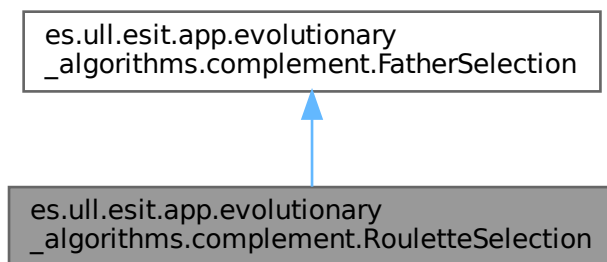 es.ull.esit.app.evolutionary
_algorithms.complement.FatherSelection
es.ull.esit.app.evolutionary
_algorithms.complement.RouletteSelection